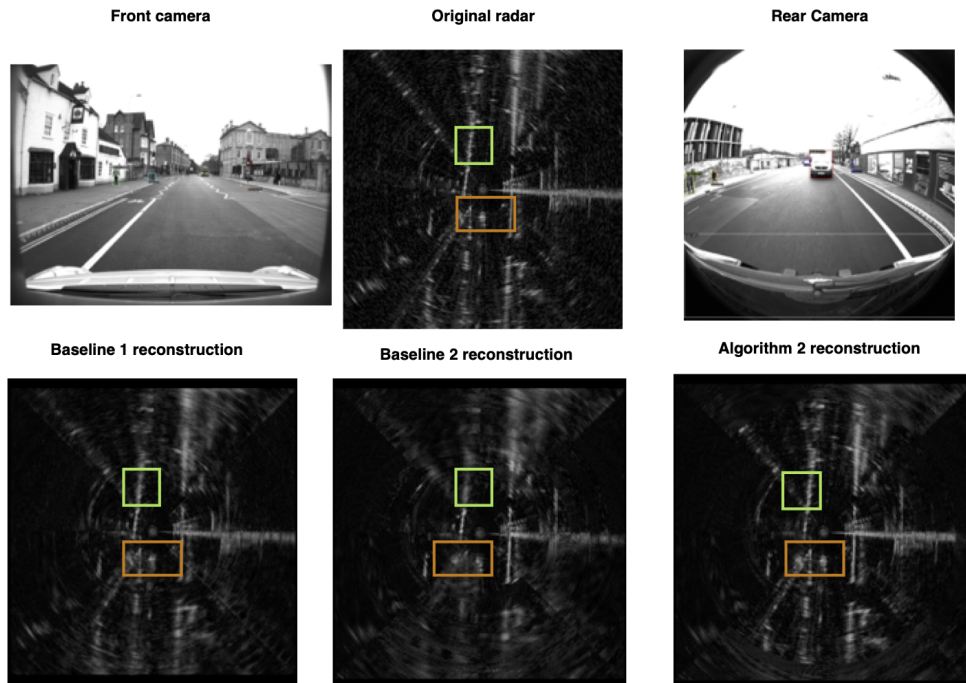 Front camera
Original radar
Rear Camera
Baseline 1 reconstruction
Baseline 2 reconstruction
Algorithm 2 reconstruction